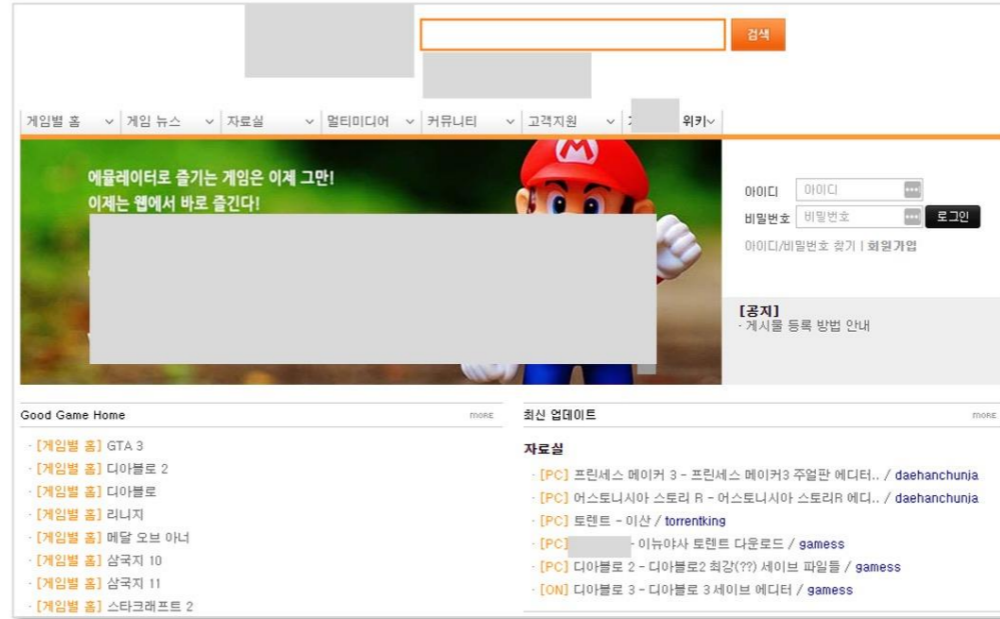 검색
게임별 홈 게임 뉴스 자료실 멀티미디어 커뮤니티 고객지원 위키
에뮬레이터로 즐기는 게임은 이제 그만!
이제는 웹에서 바로 즐긴다!
아이디 아이디
비밀번호 비밀번호 로그인
아이디/비밀번호 찾기 | 회원가입
[공지]
· 게시물 등록 방법 안내
Good Game Home more
· [게임별 홈] GTA 3
· [게임별 홈] 디아블로 2
· [게임별 홈] 디아블로
· [게임별 홈] 리니지
· [게임별 홈] 메달 오브 아너
· [게임별 홈] 삼국지 10
· [게임별 홈] 삼국지 11
· [게임별 홈] 스타크래프트 2
최신 업데이트 more
자료실
· [PC] 프린세스 메이커 3 - 프린세스 메이커3 주얼판 에디터.. / daehanchunja
· [PC] 어스토니시아 스토리 R - 어스토니시아 스토리R 에디.. / daehanchunja
· [PC] 토렌트 - 이산 / torrentking
· [PC] - 이뉴야사 토렌트 다운로드 / gamess
· [PC] 디아블로 2 - 디아블로2 최강(??) 세이브 파일들 / gamess
· [ON] 디아블로 3 - 디아블로 3 세이브 에디터 / gamess